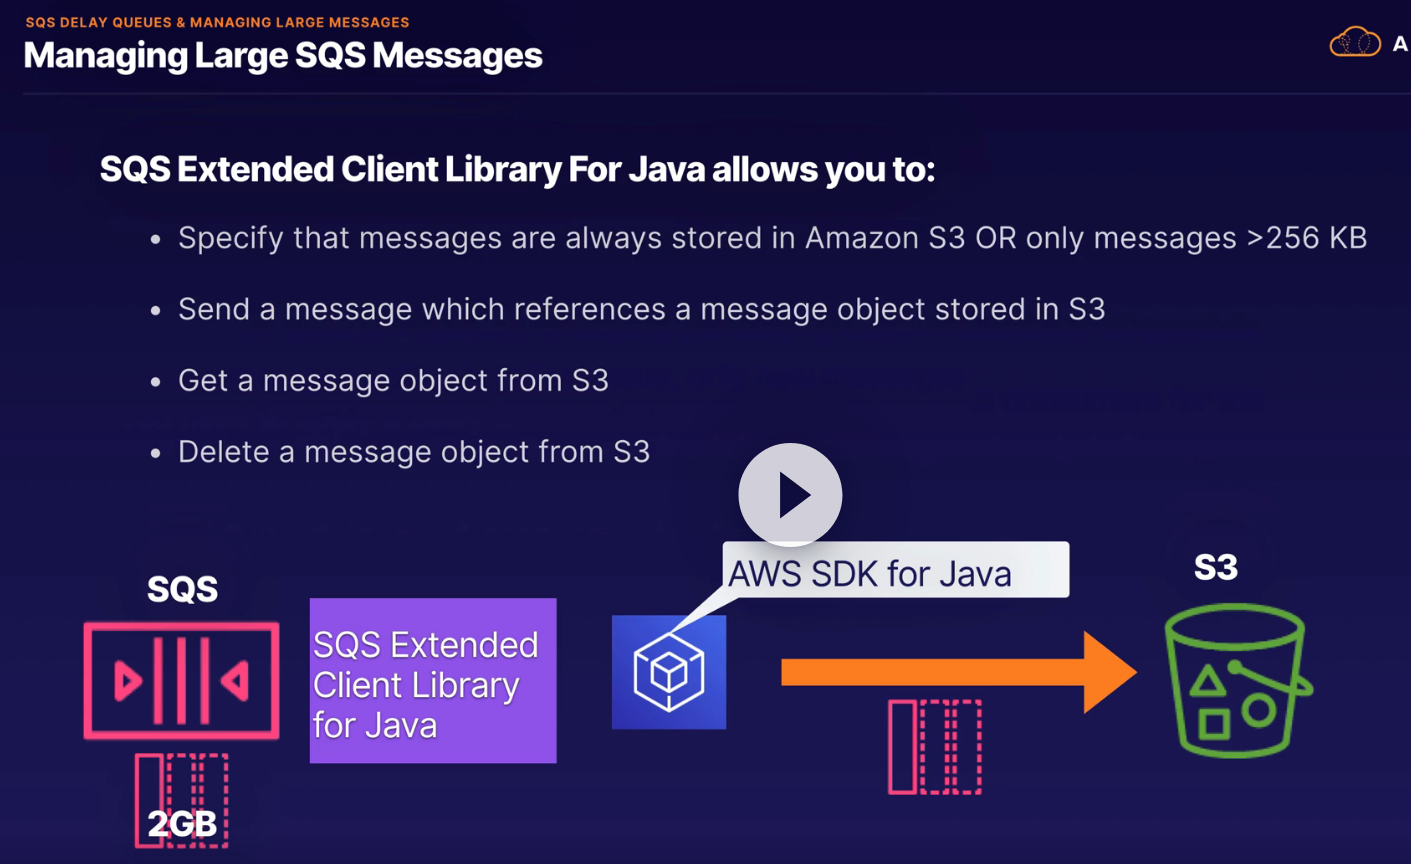 SQS DELAY QUEUES & MANAGING LARGE MESSAGES
Managing Large SQS Messages
A
SQS Extended Client Library For Java allows you to:
• Specify that messages are always stored in Amazon S3 OR only messages >256 KB
• Send a message which references a message object stored in S3
• Get a message object from S3
• Delete a message object from S3
SQS
SQS Extended
Client Library
for Java
AWS SDK for Java
S3
2GB